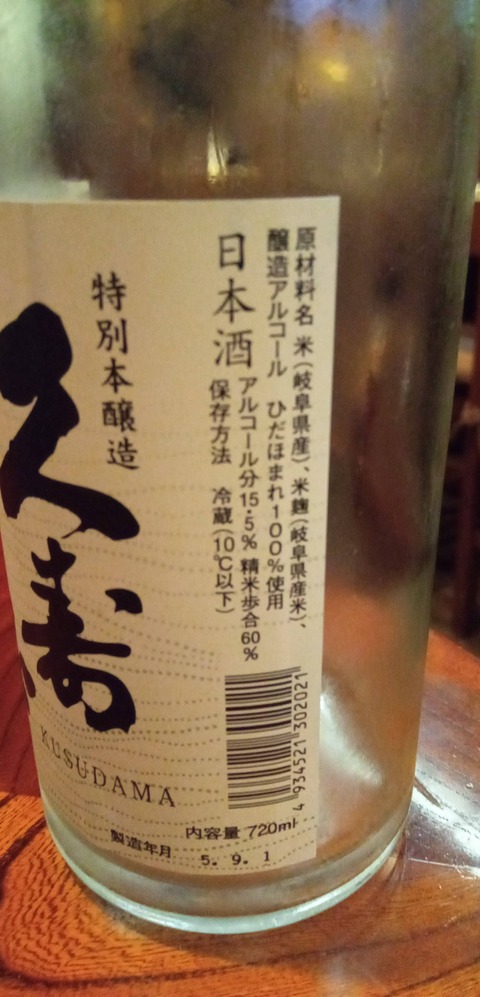 原材料名 米(岐阜県産)、米麹(岐阜県産米)、
醸造アルコール ひだほまれ100%使用
日本酒
アルコール分15.5% 精米歩合60%
保存方法 冷蔵(10℃以下)
特別本醸造
久寿
KUSUDAMA
4 934521 302021
内容量 720ml
製造年月 5. 9. 1